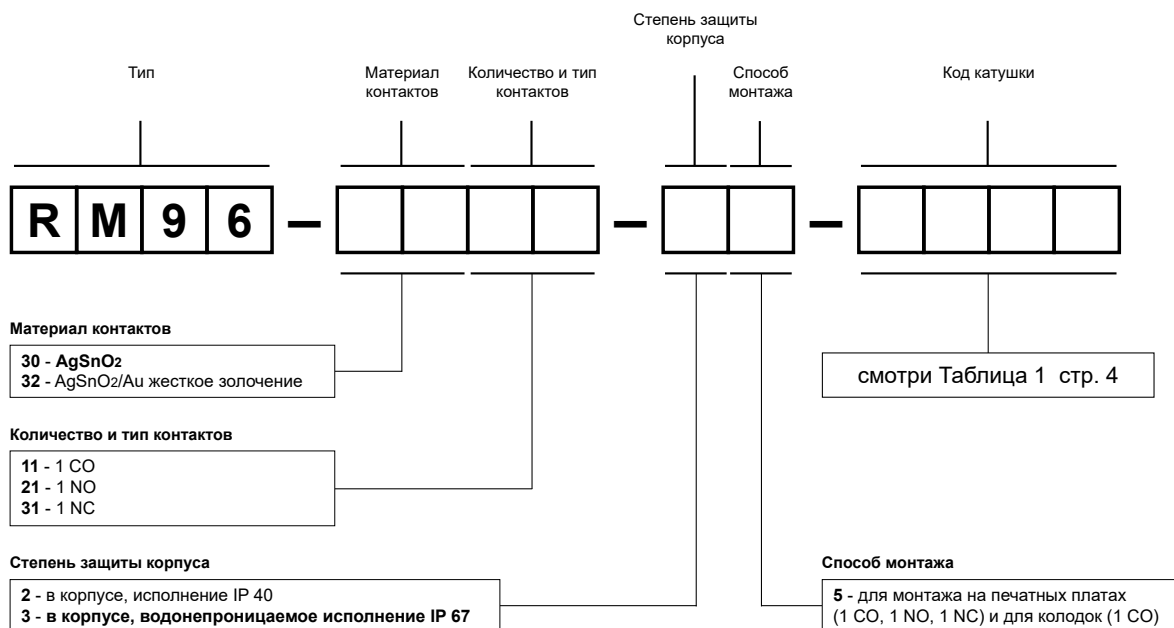 Степень защиты
корпуса
Тип
Материал
контактов
Количество и тип
контактов
Способ
монтажа
Код катушки
RM96 – – –
Материал контактов
30 - AgSnO2
32 - AgSnO2/Au жесткое золочение
смотри Таблица 1 стр. 4
Количество и тип контактов
11 - 1 CO
21 - 1 NO
31 - 1 NC
Степень защиты корпуса
2 - в корпусе, исполнение IP 40
3 - в корпусе, водонепроницаемое исполнение IP 67
Способ монтажа
5 - для монтажа на печатных платах
(1 CO, 1 NO, 1 NC) и для колодок (1 CO)